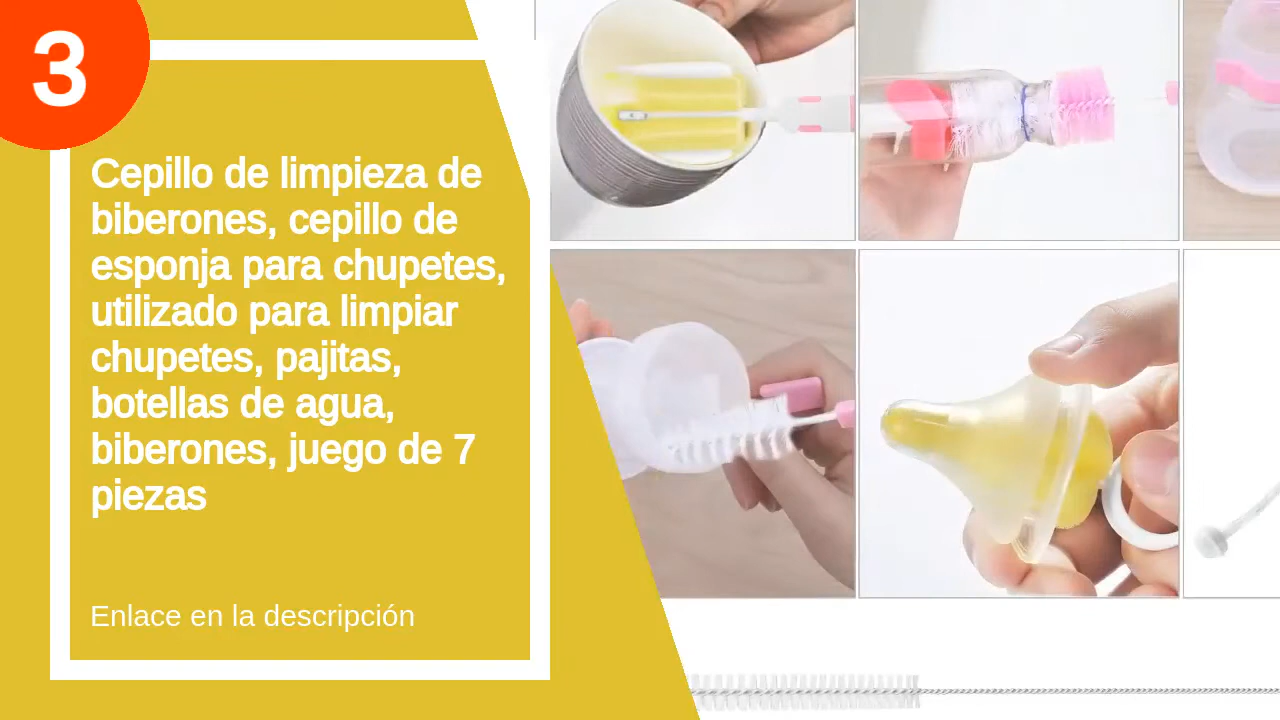 3
Cepillo de limpieza de
biberones, cepillo de
esponja para chupetes,
utilizado para limpiar
chupetes, pajitas,
botellas de agua,
biberones, juego de 7
piezas
Enlace en la descripción